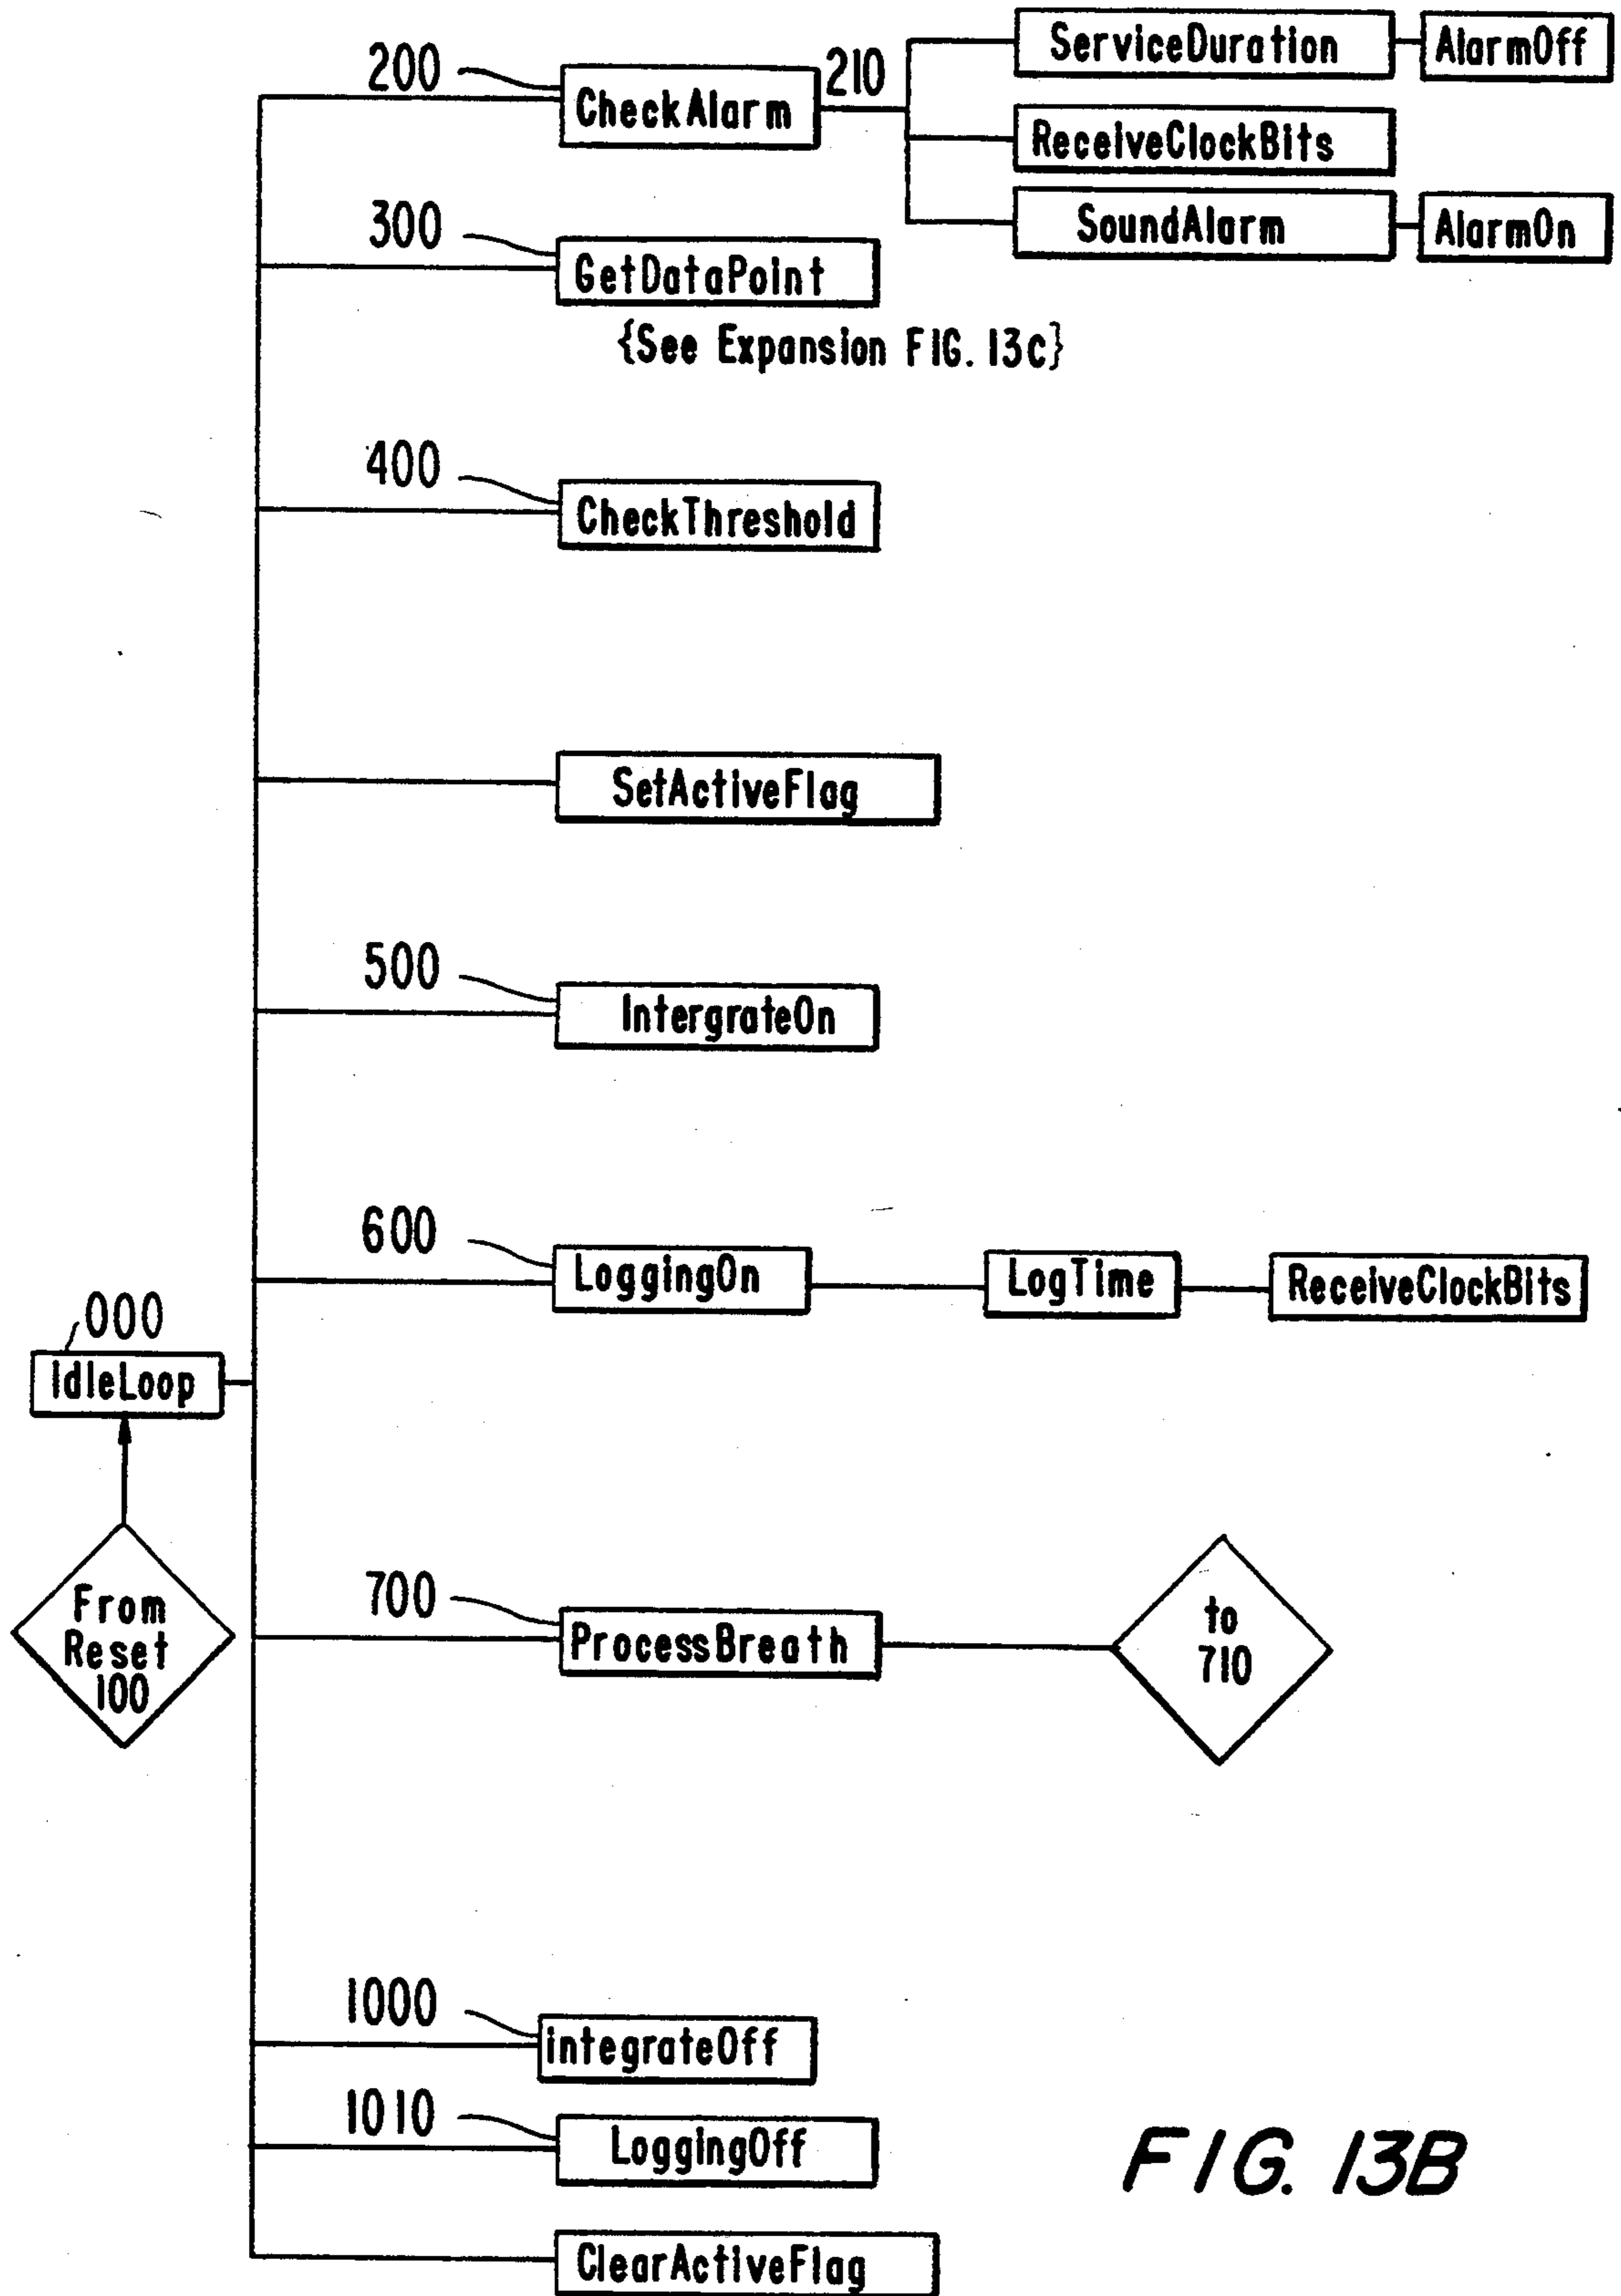 200
CheckAlarm
210
ServiceDuration
AlarmOff
ReceiveClockBits
SoundAlarm
AlarmOn
300
GetDataPoint
{See Expansion FIG. 13c}
400
CheckThreshold
SetActiveFlag
500
IntergrateOn
600
LoggingOn
LogTime
ReceiveClockBits
000
IdleLoop
From
Reset
100
700
ProcessBreath
to
710
1000
integrateOff
1010
LoggingOff
ClearActiveFlag
FIG. 13B